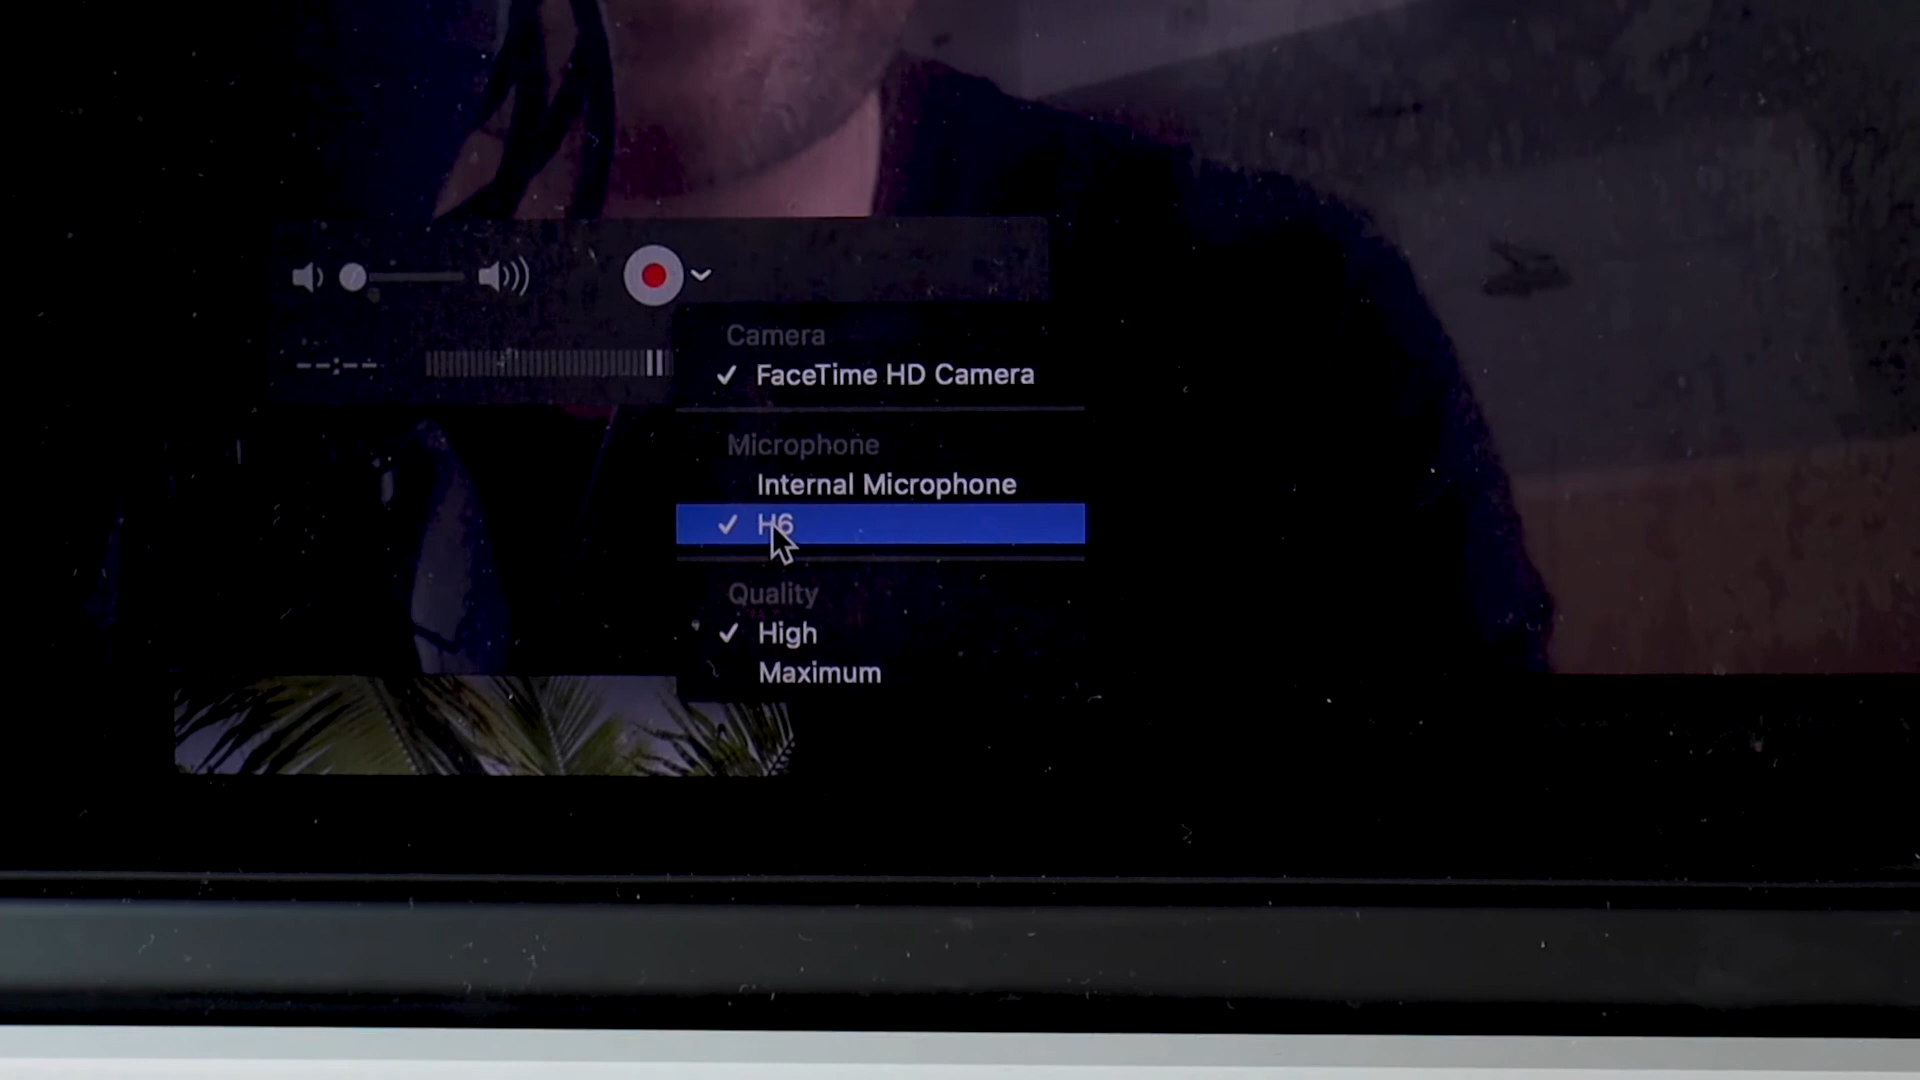 --:--
Camera
✓ FaceTime HD Camera
Microphone
Internal Microphone
✓ H6
Quality
✓ High
Maximum